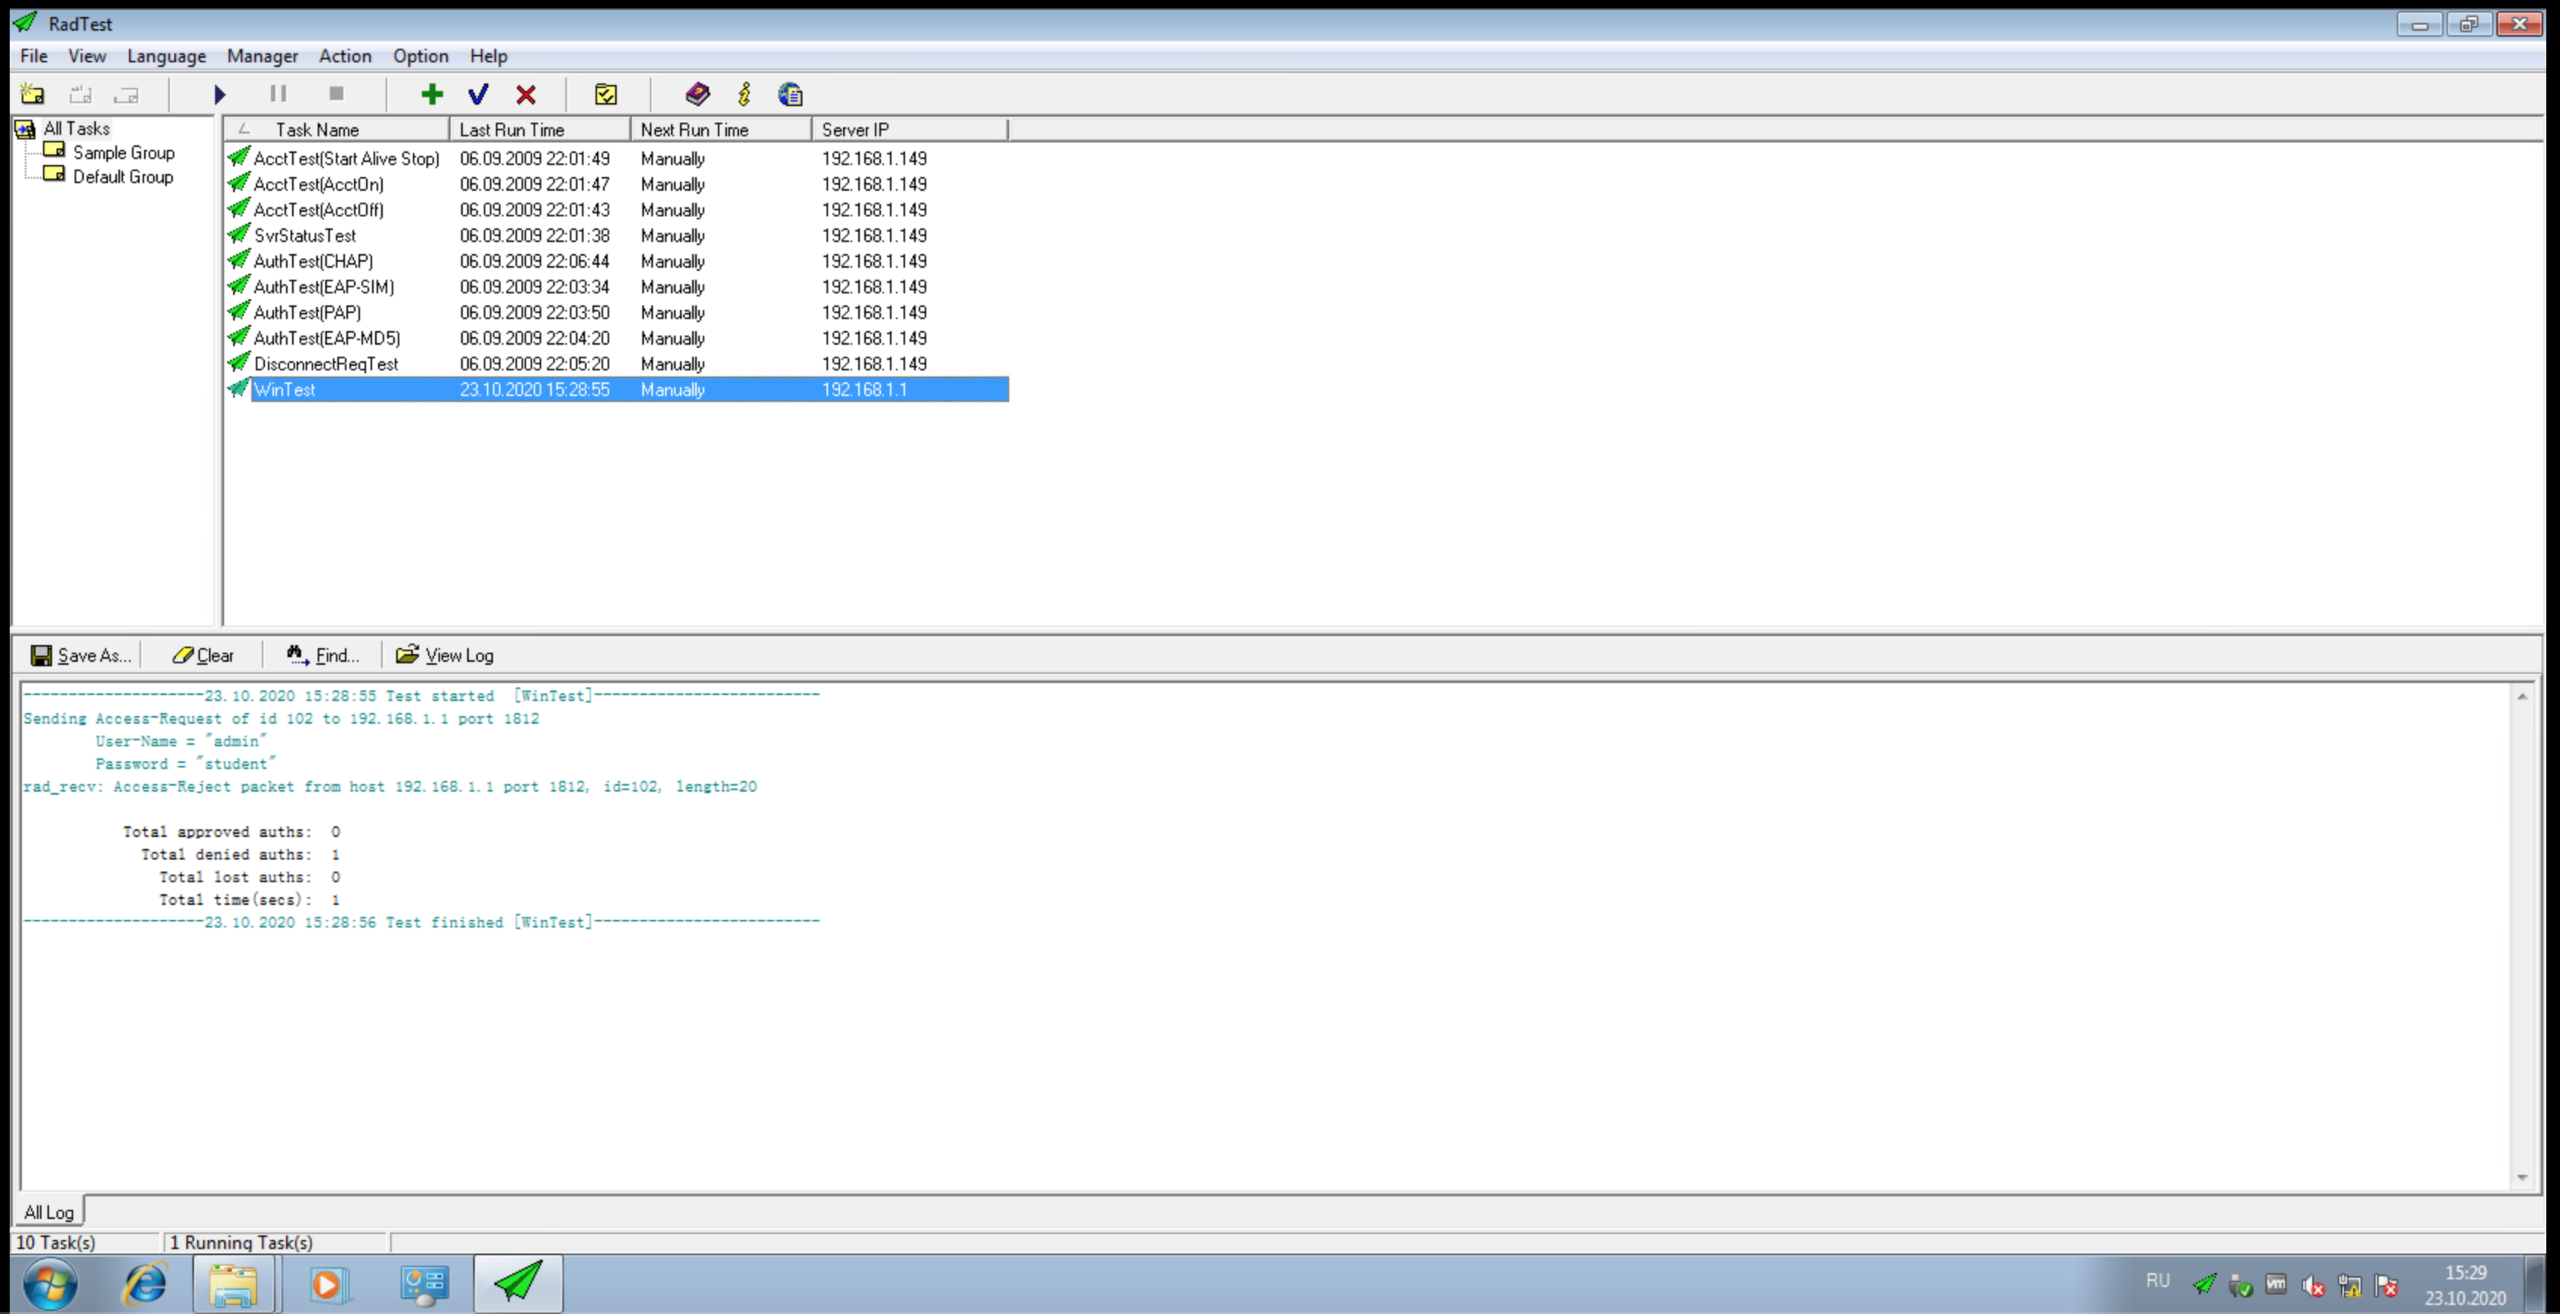 RadTest
File View Language Manager Action Option Help
All Tasks
Sample Group
Default Group
Task Name Last Run Time Next Run Time Server IP
AcctTest(Start Alive Stop) 06.09.2009 22:01:49 Manually 192.168.1.149
AcctTest(AcctOn) 06.09.2009 22:01:47 Manually 192.168.1.149
AcctTest(AcctOff) 06.09.2009 22:01:43 Manually 192.168.1.149
SvrStatusTest 06.09.2009 22:01:38 Manually 192.168.1.149
AuthTest(CHAP) 06.09.2009 22:06:44 Manually 192.168.1.149
AuthTest(EAP-SIM) 06.09.2009 22:03:34 Manually 192.168.1.149
AuthTest(PAP) 06.09.2009 22:03:50 Manually 192.168.1.149
AuthTest(EAP-MD5) 06.09.2009 22:04:20 Manually 192.168.1.149
DisconnectReqTest 06.09.2009 22:05:20 Manually 192.168.1.149
WinTest 23.10.2020 15:28:55 Manually 192.168.1.1
Save As... Clear Find... View Log
--------------------23.10.2020 15:28:55 Test started [WinTest]-------------------------
Sending Access-Request of id 102 to 192.168.1.1 port 1812
User-Name = "admin"
Password = "student"
rad_recv: Access-Reject packet from host 192.168.1.1 port 1812, id=102, length=20
Total approved auths: 0
Total denied auths: 1
Total lost auths: 0
Total time(secs): 1
--------------------23.10.2020 15:28:56 Test finished [WinTest]-------------------------
All Log
10 Task(s) 1 Running Task(s)
RU
vm
15:29
23.10.2020